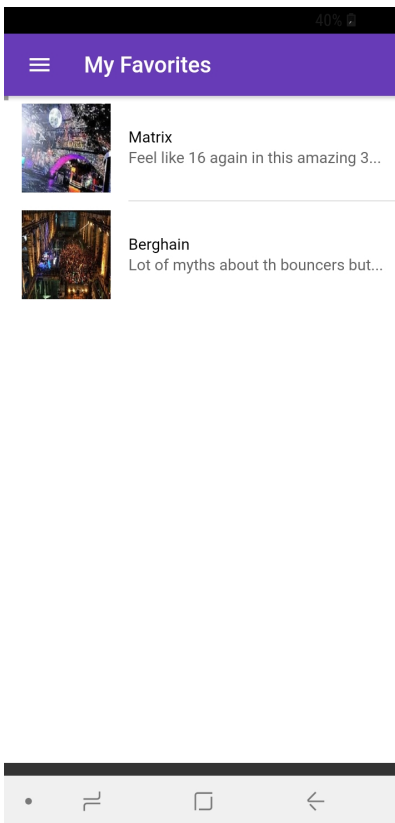 40%
My Favorites
Matrix
Feel like 16 again in this amazing 3...
Berghain
Lot of myths about th bouncers but...